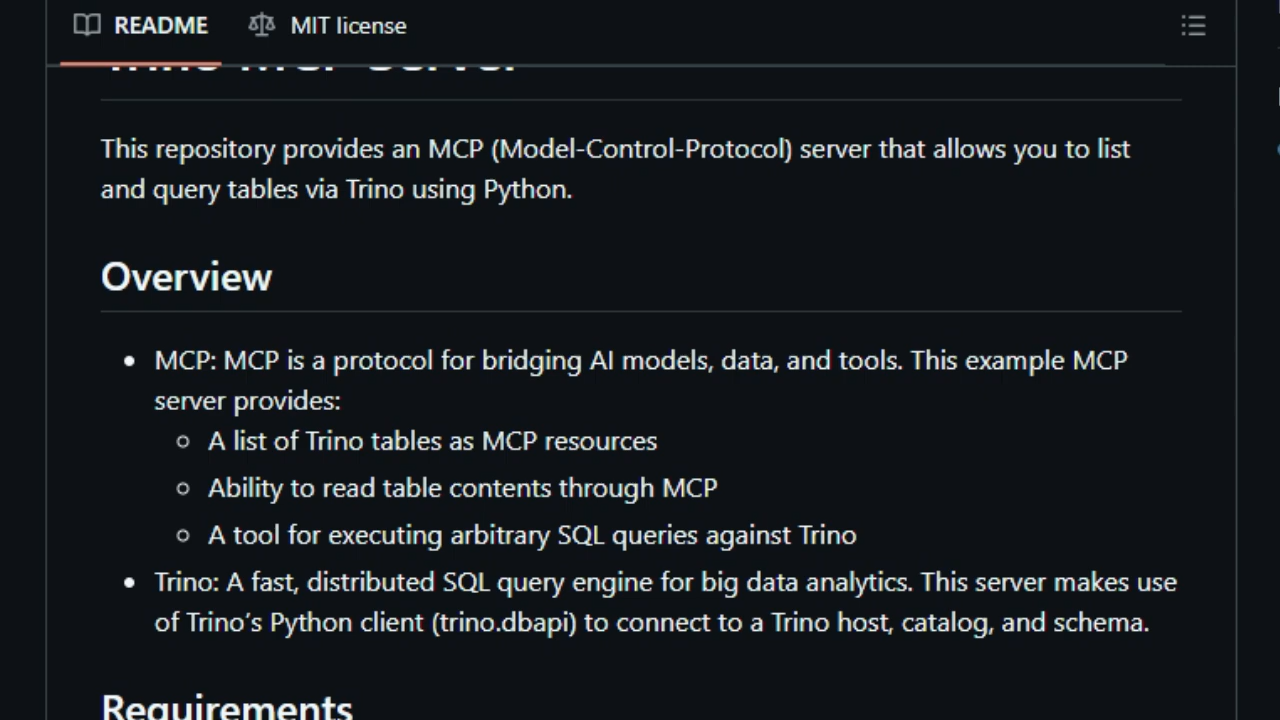 README
MIT license
Trino MCP Server
This repository provides an MCP (Model-Control-Protocol) server that allows you to list
and query tables via Trino using Python.
Overview
MCP: MCP is a protocol for bridging AI models, data, and tools. This example MCP
server provides:
A list of Trino tables as MCP resources
Ability to read table contents through MCP
A tool for executing arbitrary SQL queries against Trino
Trino: A fast, distributed SQL query engine for big data analytics. This server makes use
of Trino’s Python client (trino.dbapi) to connect to a Trino host, catalog, and schema.
Requirements